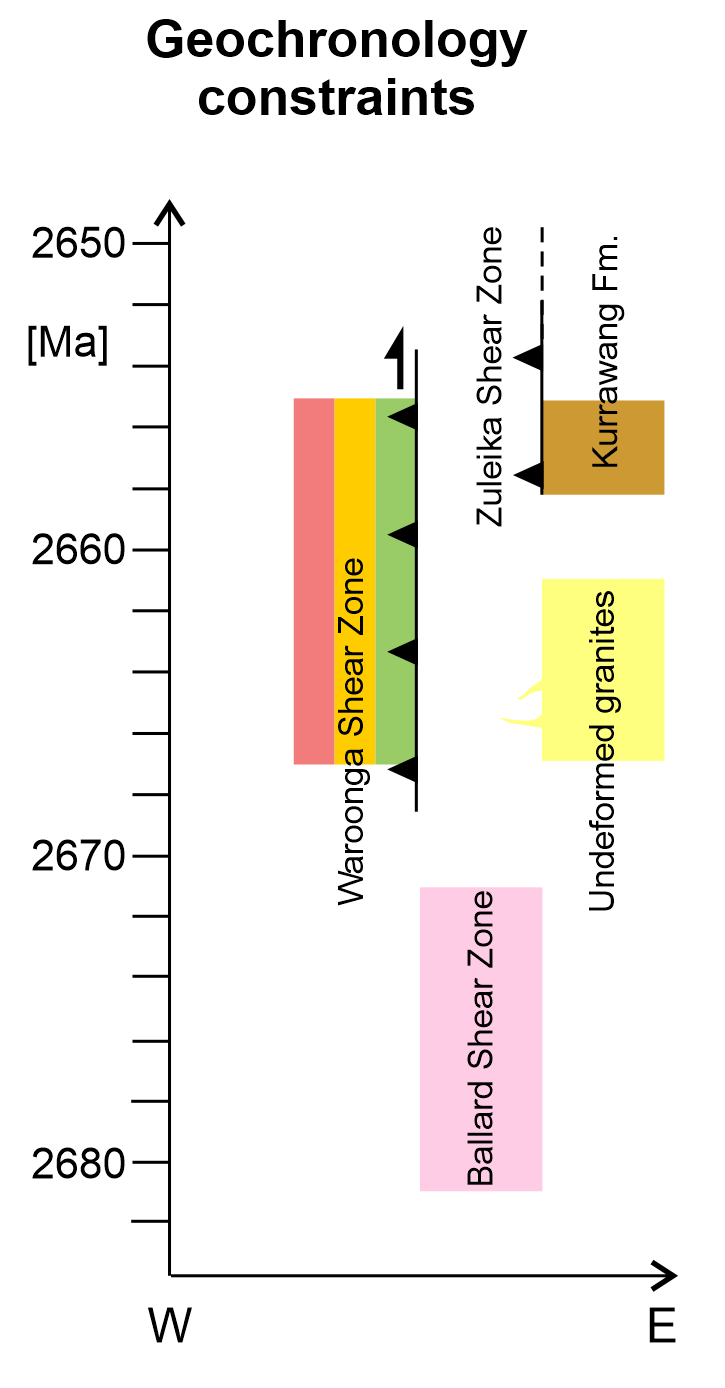 Geochronology
constraints
2650
[Ma]
2660
2670
2680
Waroonga Shear Zone
Zuleika Shear Zone
Kurrawang Fm.
Undeformed granites
Ballard Shear Zone
W
E